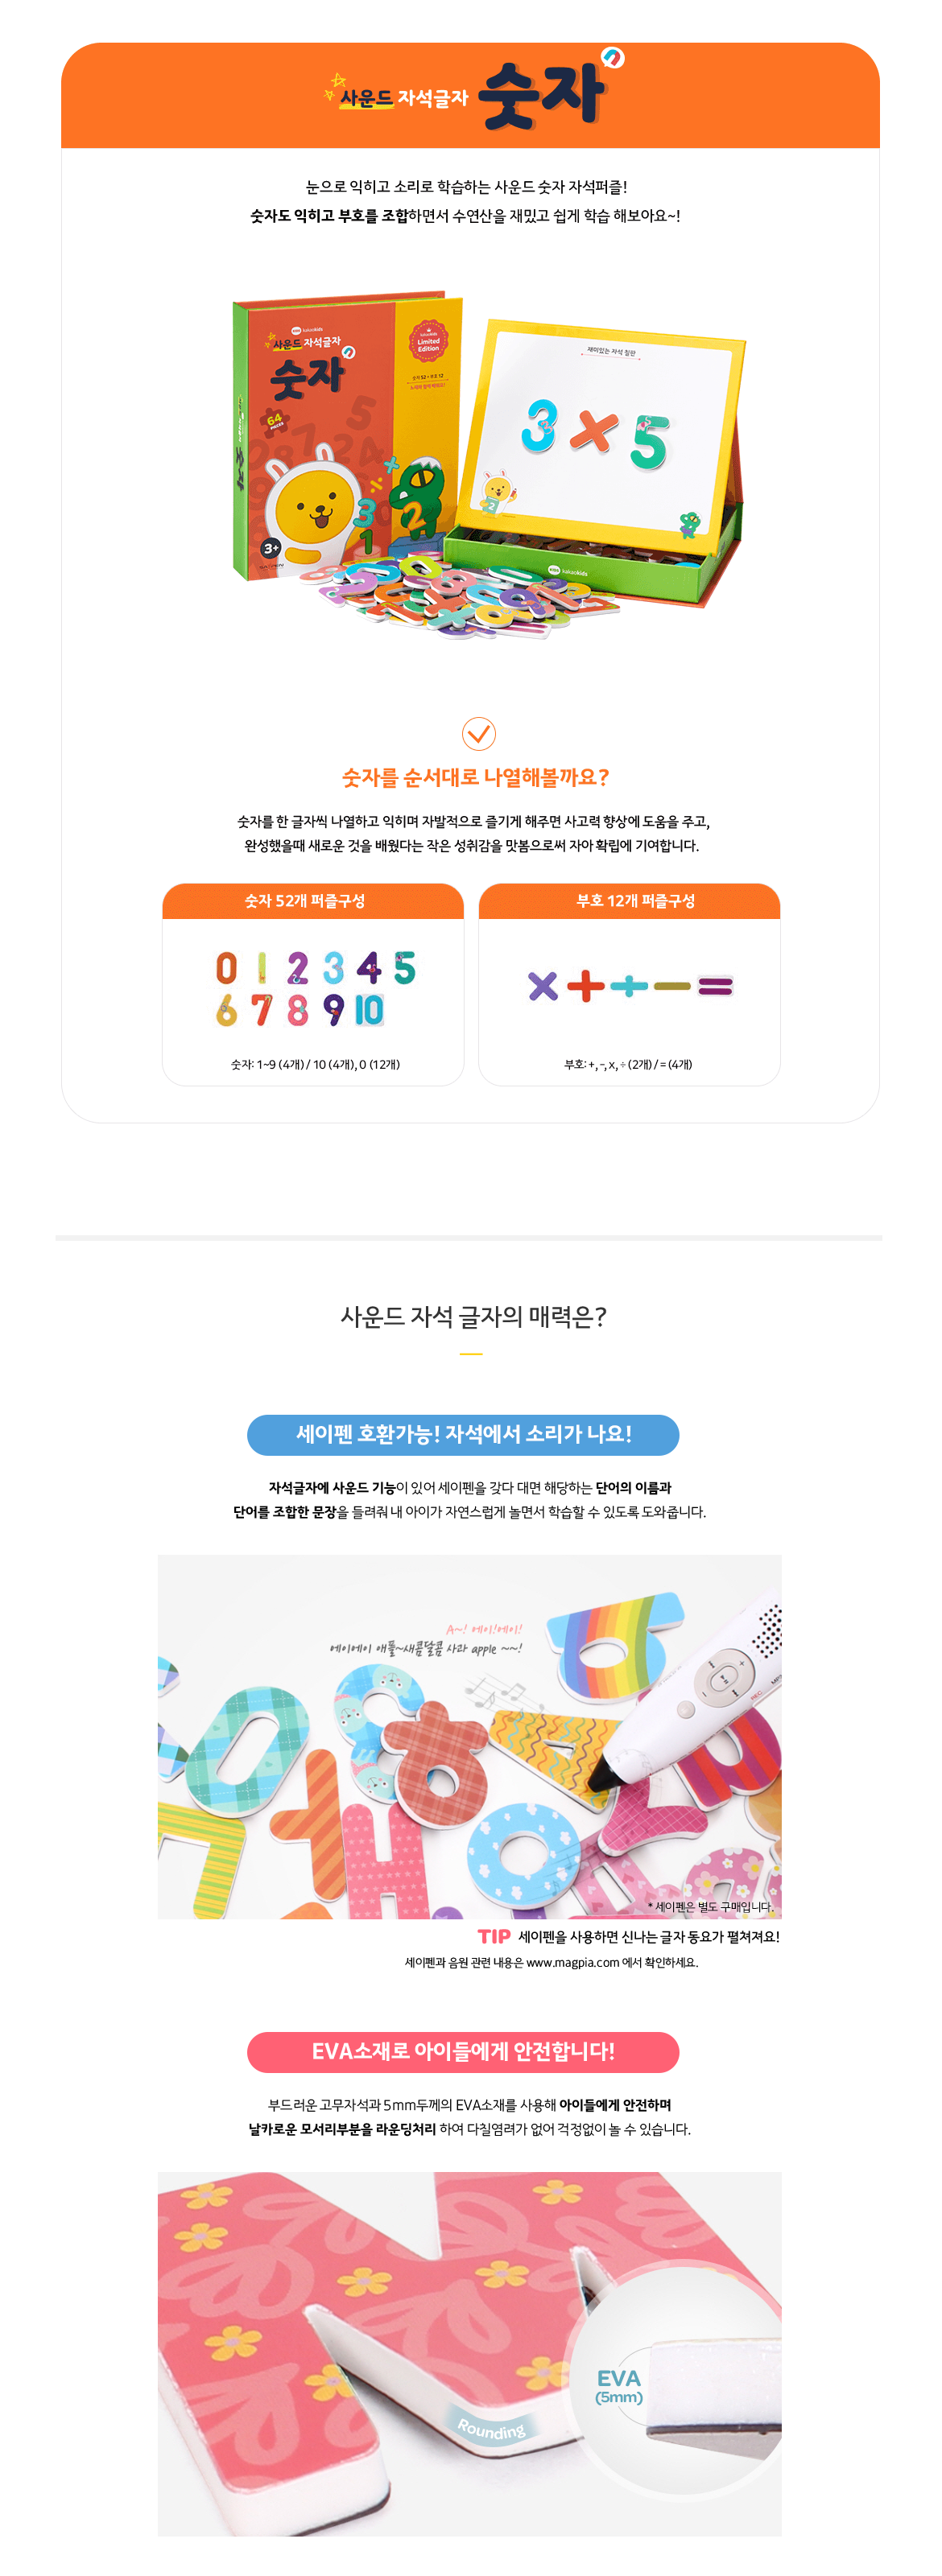 사운드 자석글자 숫자
눈으로 익히고 소리로 학습하는 사운드 숫자 자석퍼즐!
숫자도 익히고 부호를 조합하면서 수연산을 재밌고 쉽게 학습 해보아요~!
kakaokids
사운드 자석글자
숫자
kakaokids
Limited
Edition
숫자 52 + 부호 12
64
PIECES
3+
재미있는 자석 칠판
3 × 5
KIDS kakaokids
숫자를 순서대로 나열해볼까요?
숫자를 한 글자씩 나열하고 익히며 자발적으로 즐기게 해주면 사고력 향상에 도움을 주고,
완성했을때 새로운 것을 배웠다는 작은 성취감을 맛봄으로써 자아 확립에 기여합니다.
숫자 52개 퍼즐구성
0 1 2 3 4 5
6 7 8 9 10
숫자: 1~9 (4개) / 10 (4개), 0 (12개)
부호 12개 퍼즐구성
× + ÷ − =
부호: +, -, x, ÷ (2개) / = (4개)
사운드 자석 글자의 매력은?
세이펜 호환가능! 자석에서 소리가 나요!
자석글자에 사운드 기능이 있어 세이펜을 갖다 대면 해당하는 단어의 이름과
단어를 조합한 문장을 들려줘 내 아이가 자연스럽게 놀면서 학습할 수 있도록 도와줍니다.
A~! 에이!에이!
에이에이 애플~새콤달콤 사과 apple ~~!
REC
* 세이펜은 별도 구매입니다.
TIP 세이펜을 사용하면 신나는 글자 동요가 펼쳐져요!
세이펜과 음원 관련 내용은 www.magpia.com 에서 확인하세요.
EVA소재로 아이들에게 안전합니다!
부드러운 고무자석과 5mm두께의 EVA소재를 사용해 아이들에게 안전하며
날카로운 모서리부분을 라운딩처리 하여 다칠염려가 없어 걱정없이 놀 수 있습니다.
EVA
(5mm)
Rounding